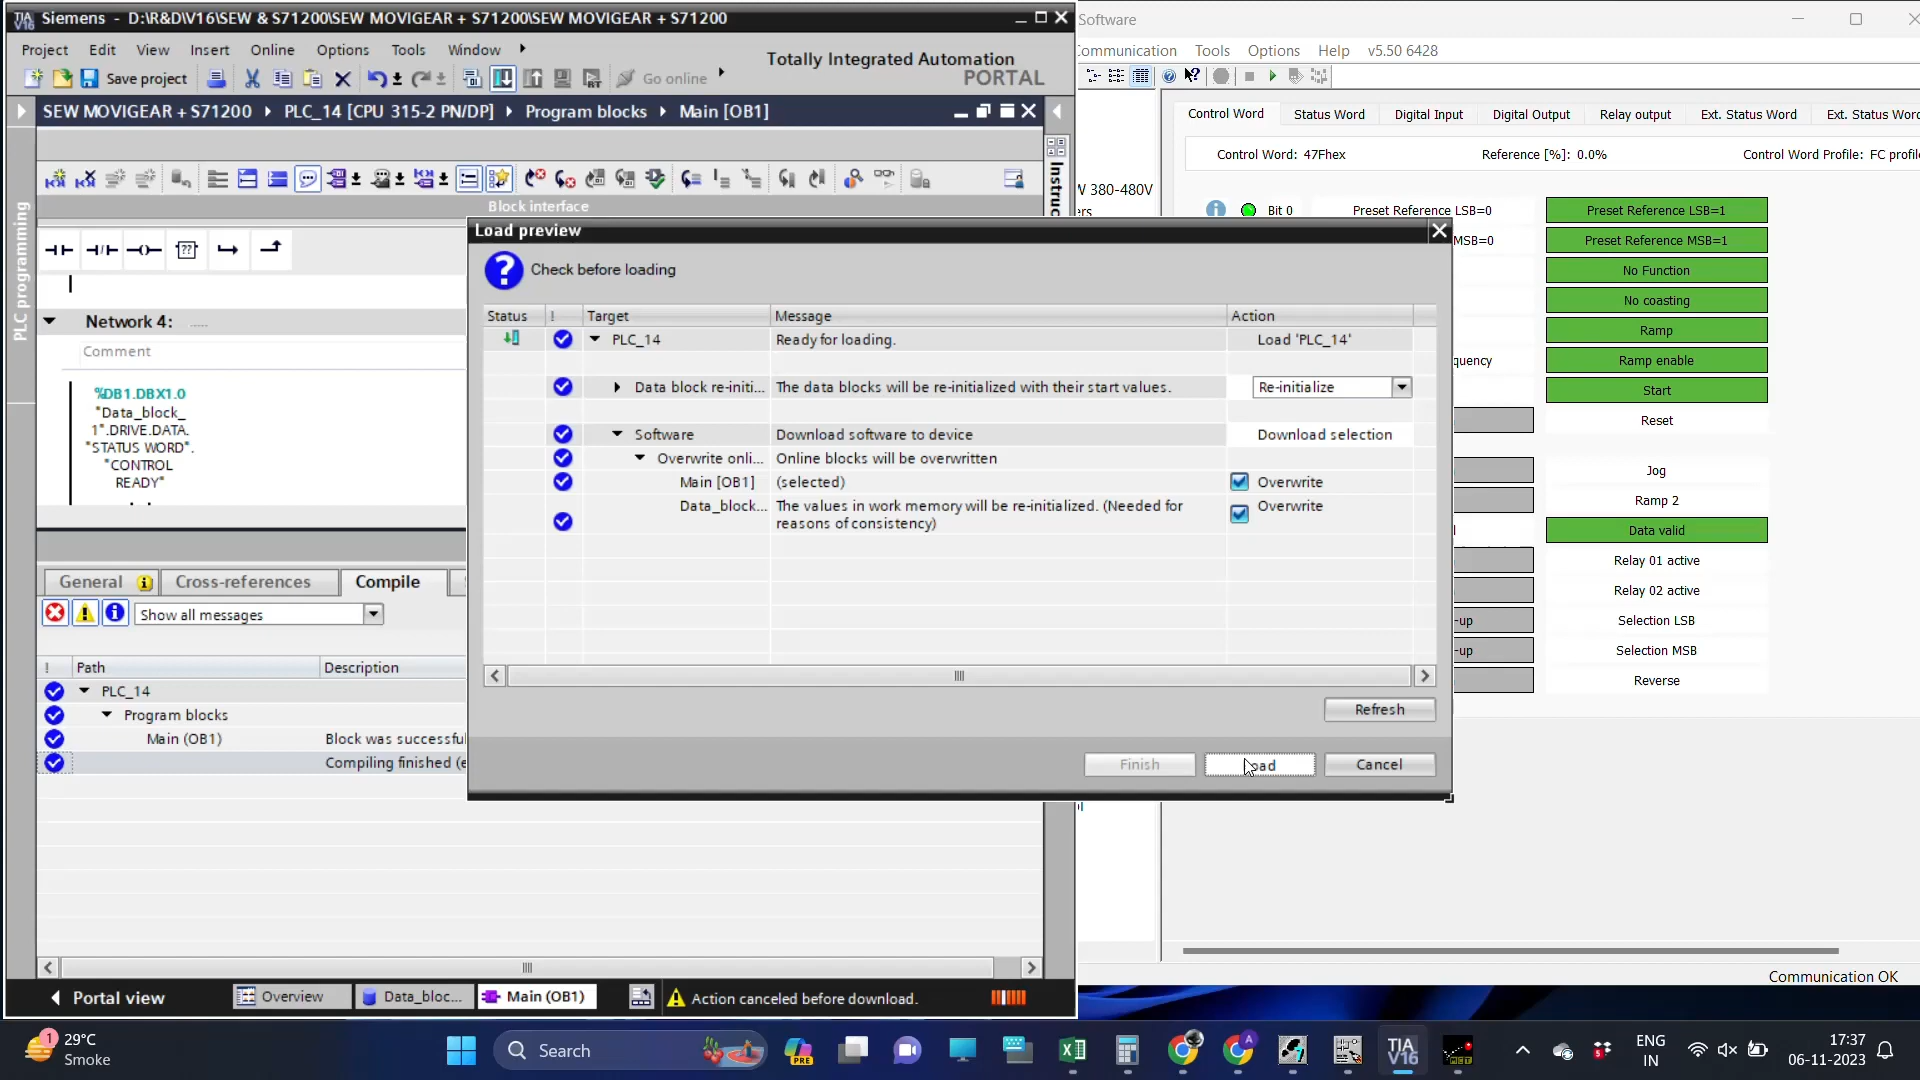 Siemens - D:\R&D\V16\SEW & S71200\SEW MOVIGEAR + S71200\SEW MOVIGEAR + S71200
Project Edit View Insert Online Options Tools Window
Totally Integrated Automation
PORTAL
Save project
Go online
SEW MOVIGEAR + S71200 PLC_14 [CPU 315-2 PN/DP] Program blocks Main [OB1]
PLC programming
Block interface
Network 4: .....
Comment
%DB1.DBX1.0
"Data_block_
1".DRIVE.DATA.
"STATUS WORD".
"CONTROL
READY"
General
Cross-references
Compile
Show all messages
! Path Description
PLC_14
Program blocks
Main (OB1) Block was successfu
Compiling finished (e
Portal view
Overview
Data_bloc...
Main (OB1)
Action canceled before download.
Load preview
Check before loading
Status ! Target Message Action
PLC_14 Ready for loading. Load 'PLC_14'
Data block re-initi... The data blocks will be re-initialized with their start values. Re-initialize
Software Download software to device Download selection
Overwrite onli... Online blocks will be overwritten
Main [OB1] (selected) Overwrite
Data_block... The values in work memory will be re-initialized. (Needed for Overwrite
reasons of consistency)
Refresh
Finish
Cancel
Software
Communication Tools Options Help v5.50 6428
Control Word Status Word Digital Input Digital Output Relay output Ext. Status Word Ext. Status Word
Control Word: 47Fhex Reference [%]: 0.0% Control Word Profile: FC profile
W 380-480V
ers
Instruc
Bit 0 Preset Reference LSB=0 Preset Reference LSB=1
MSB=0 Preset Reference MSB=1
No Function
No coasting
Ramp
quency Ramp enable
Start
Reset
Jog
Ramp 2
Data valid
Relay 01 active
Relay 02 active
-up Selection LSB
-up Selection MSB
Reverse
Communication OK
29°C
Smoke
Search
PRE
TIA
V16
ENG
IN
17:37
06-11-2023